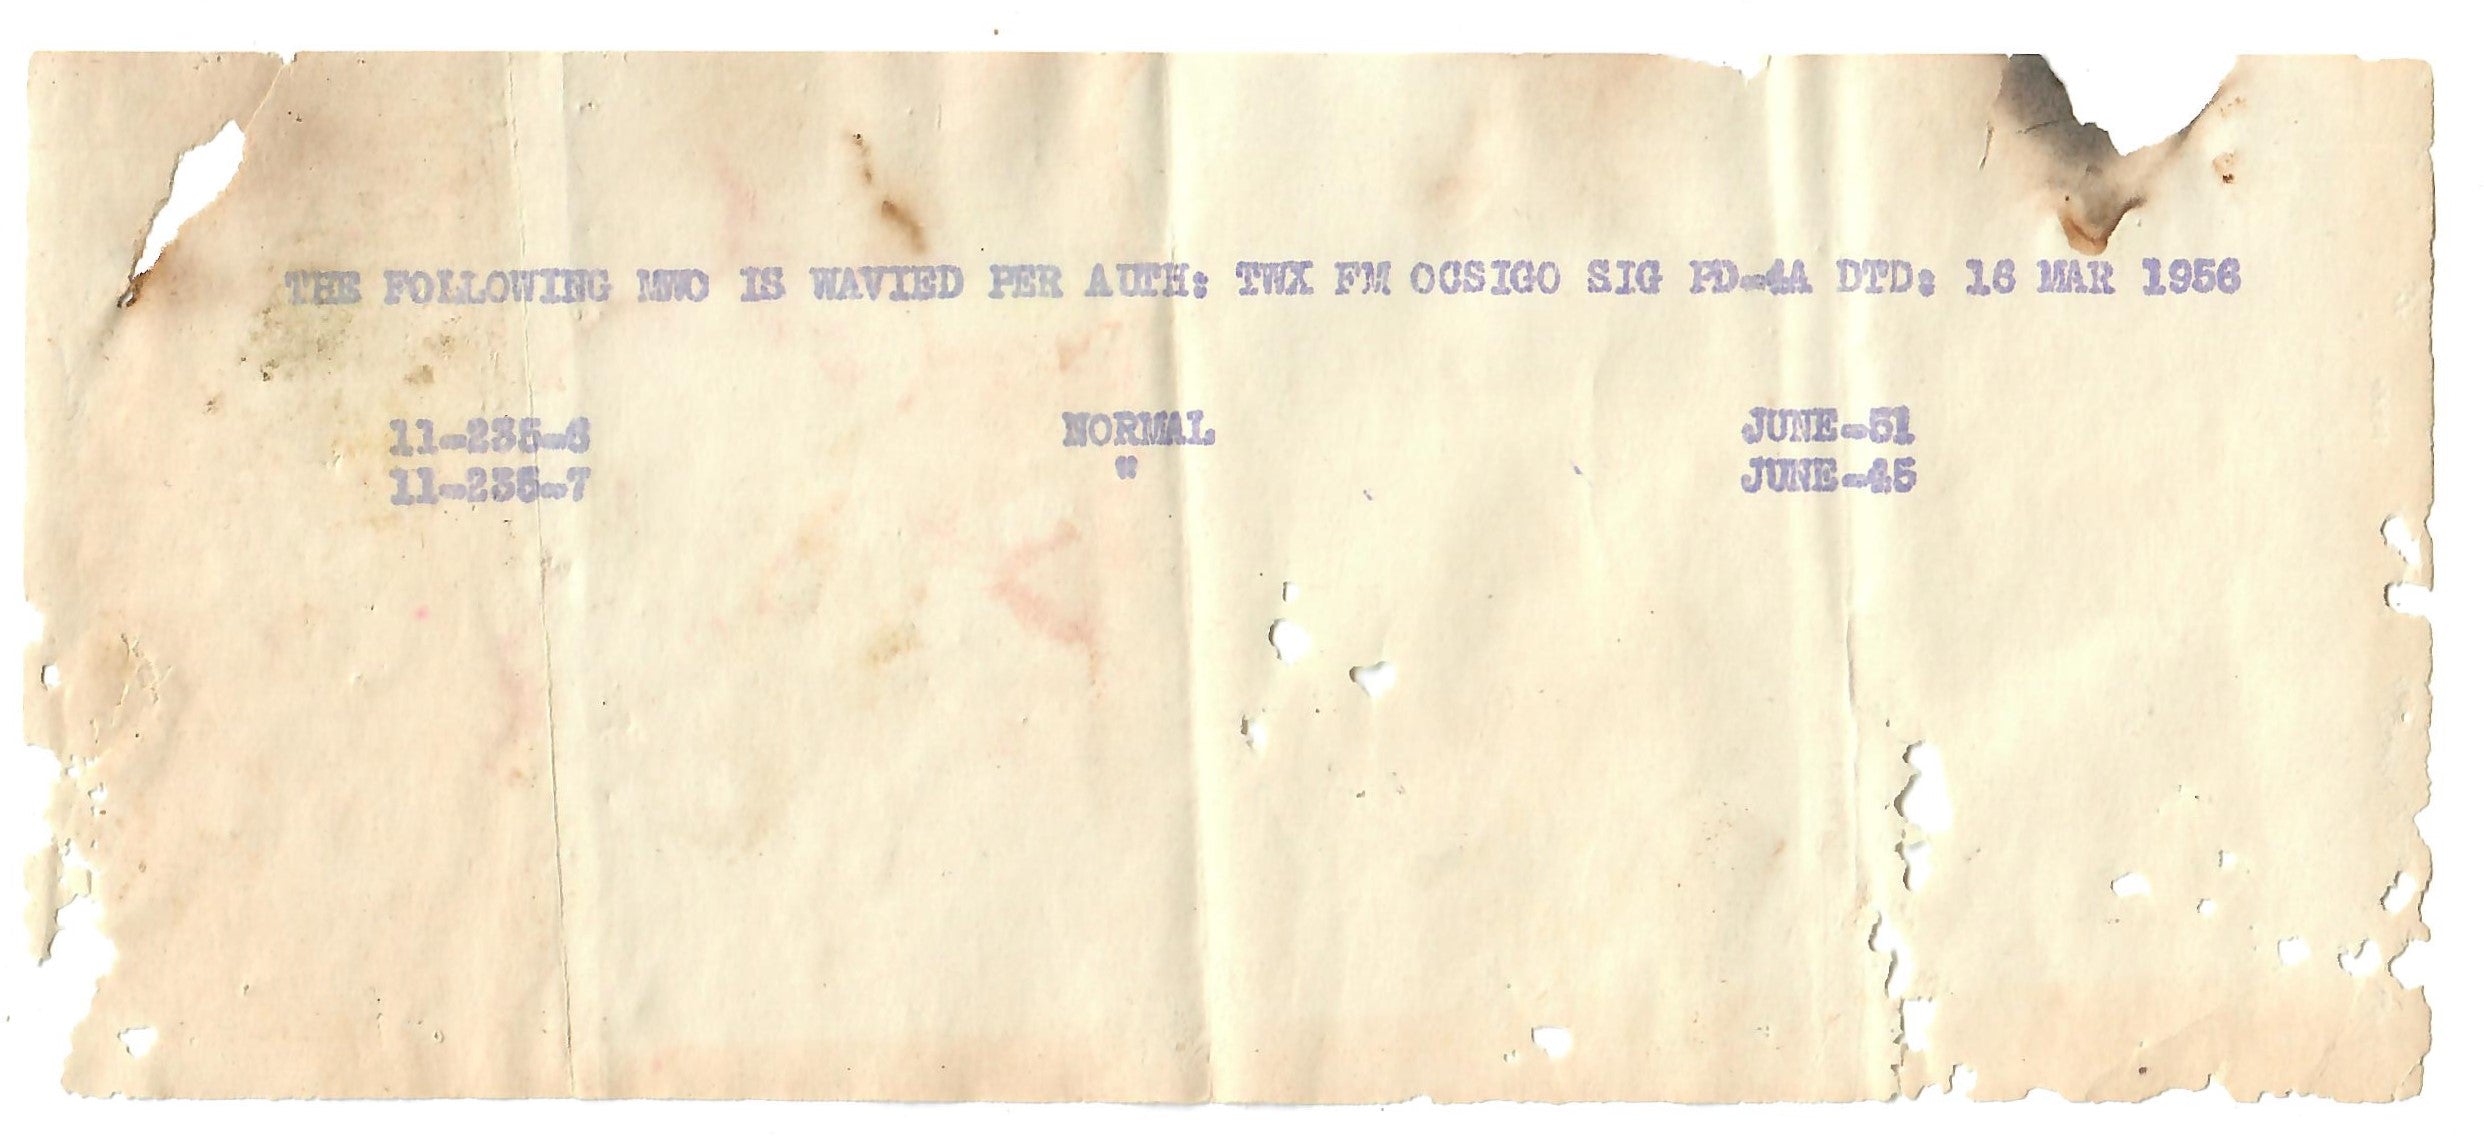 THE FOLLOWING MWO IS WAVIED PER AUTH: TWX FM OCSIGO SIG PD-4A DTD: 16 MAR 1956
11-235-6 NORMAL JUNE-51
11-235-7 " JUNE-45